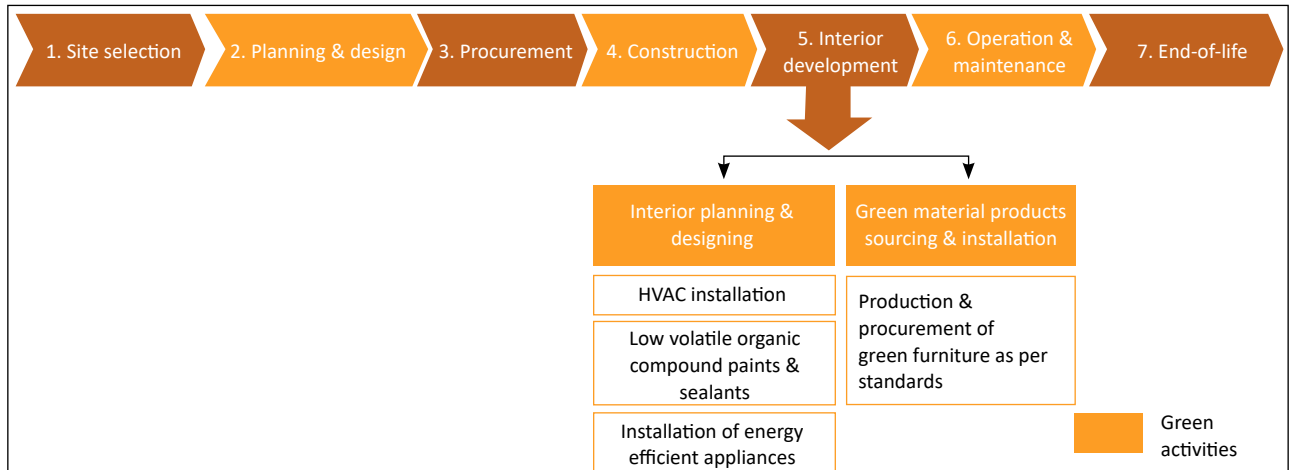 1. Site selection
2. Planning & design
3. Procurement
4. Construction
5. Interior
development
6. Operation &
maintenance
7. End-of-life
Interior planning &
designing
HVAC installation
Low volatile organic
compound paints &
sealants
Installation of energy
efficient appliances
Green material products
sourcing & installation
Production &
procurement of
green furniture as per
standards
Green
activities